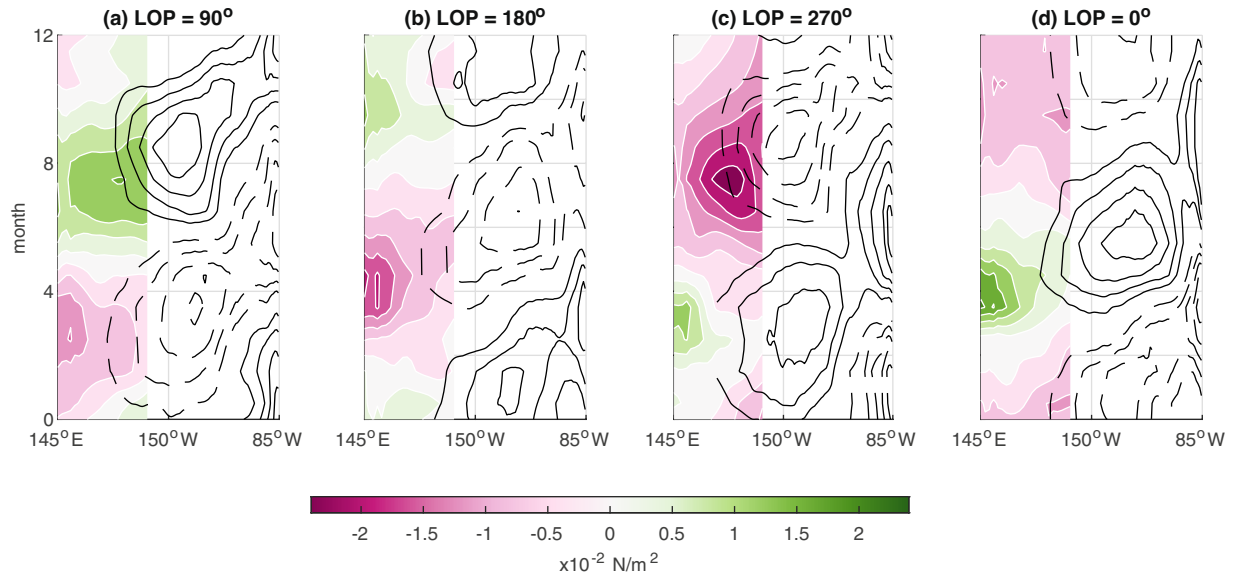 (a) LOP = 90°
(b) LOP = 180°
(c) LOP = 270°
(d) LOP = 0°
month
12
8
4
0
145°E
150°W
85°W
145°E
150°W
85°W
145°E
150°W
85°W
145°E
150°W
85°W
-2
-1.5
-1
-0.5
0
0.5
1
1.5
2
x10⁻² N/m²